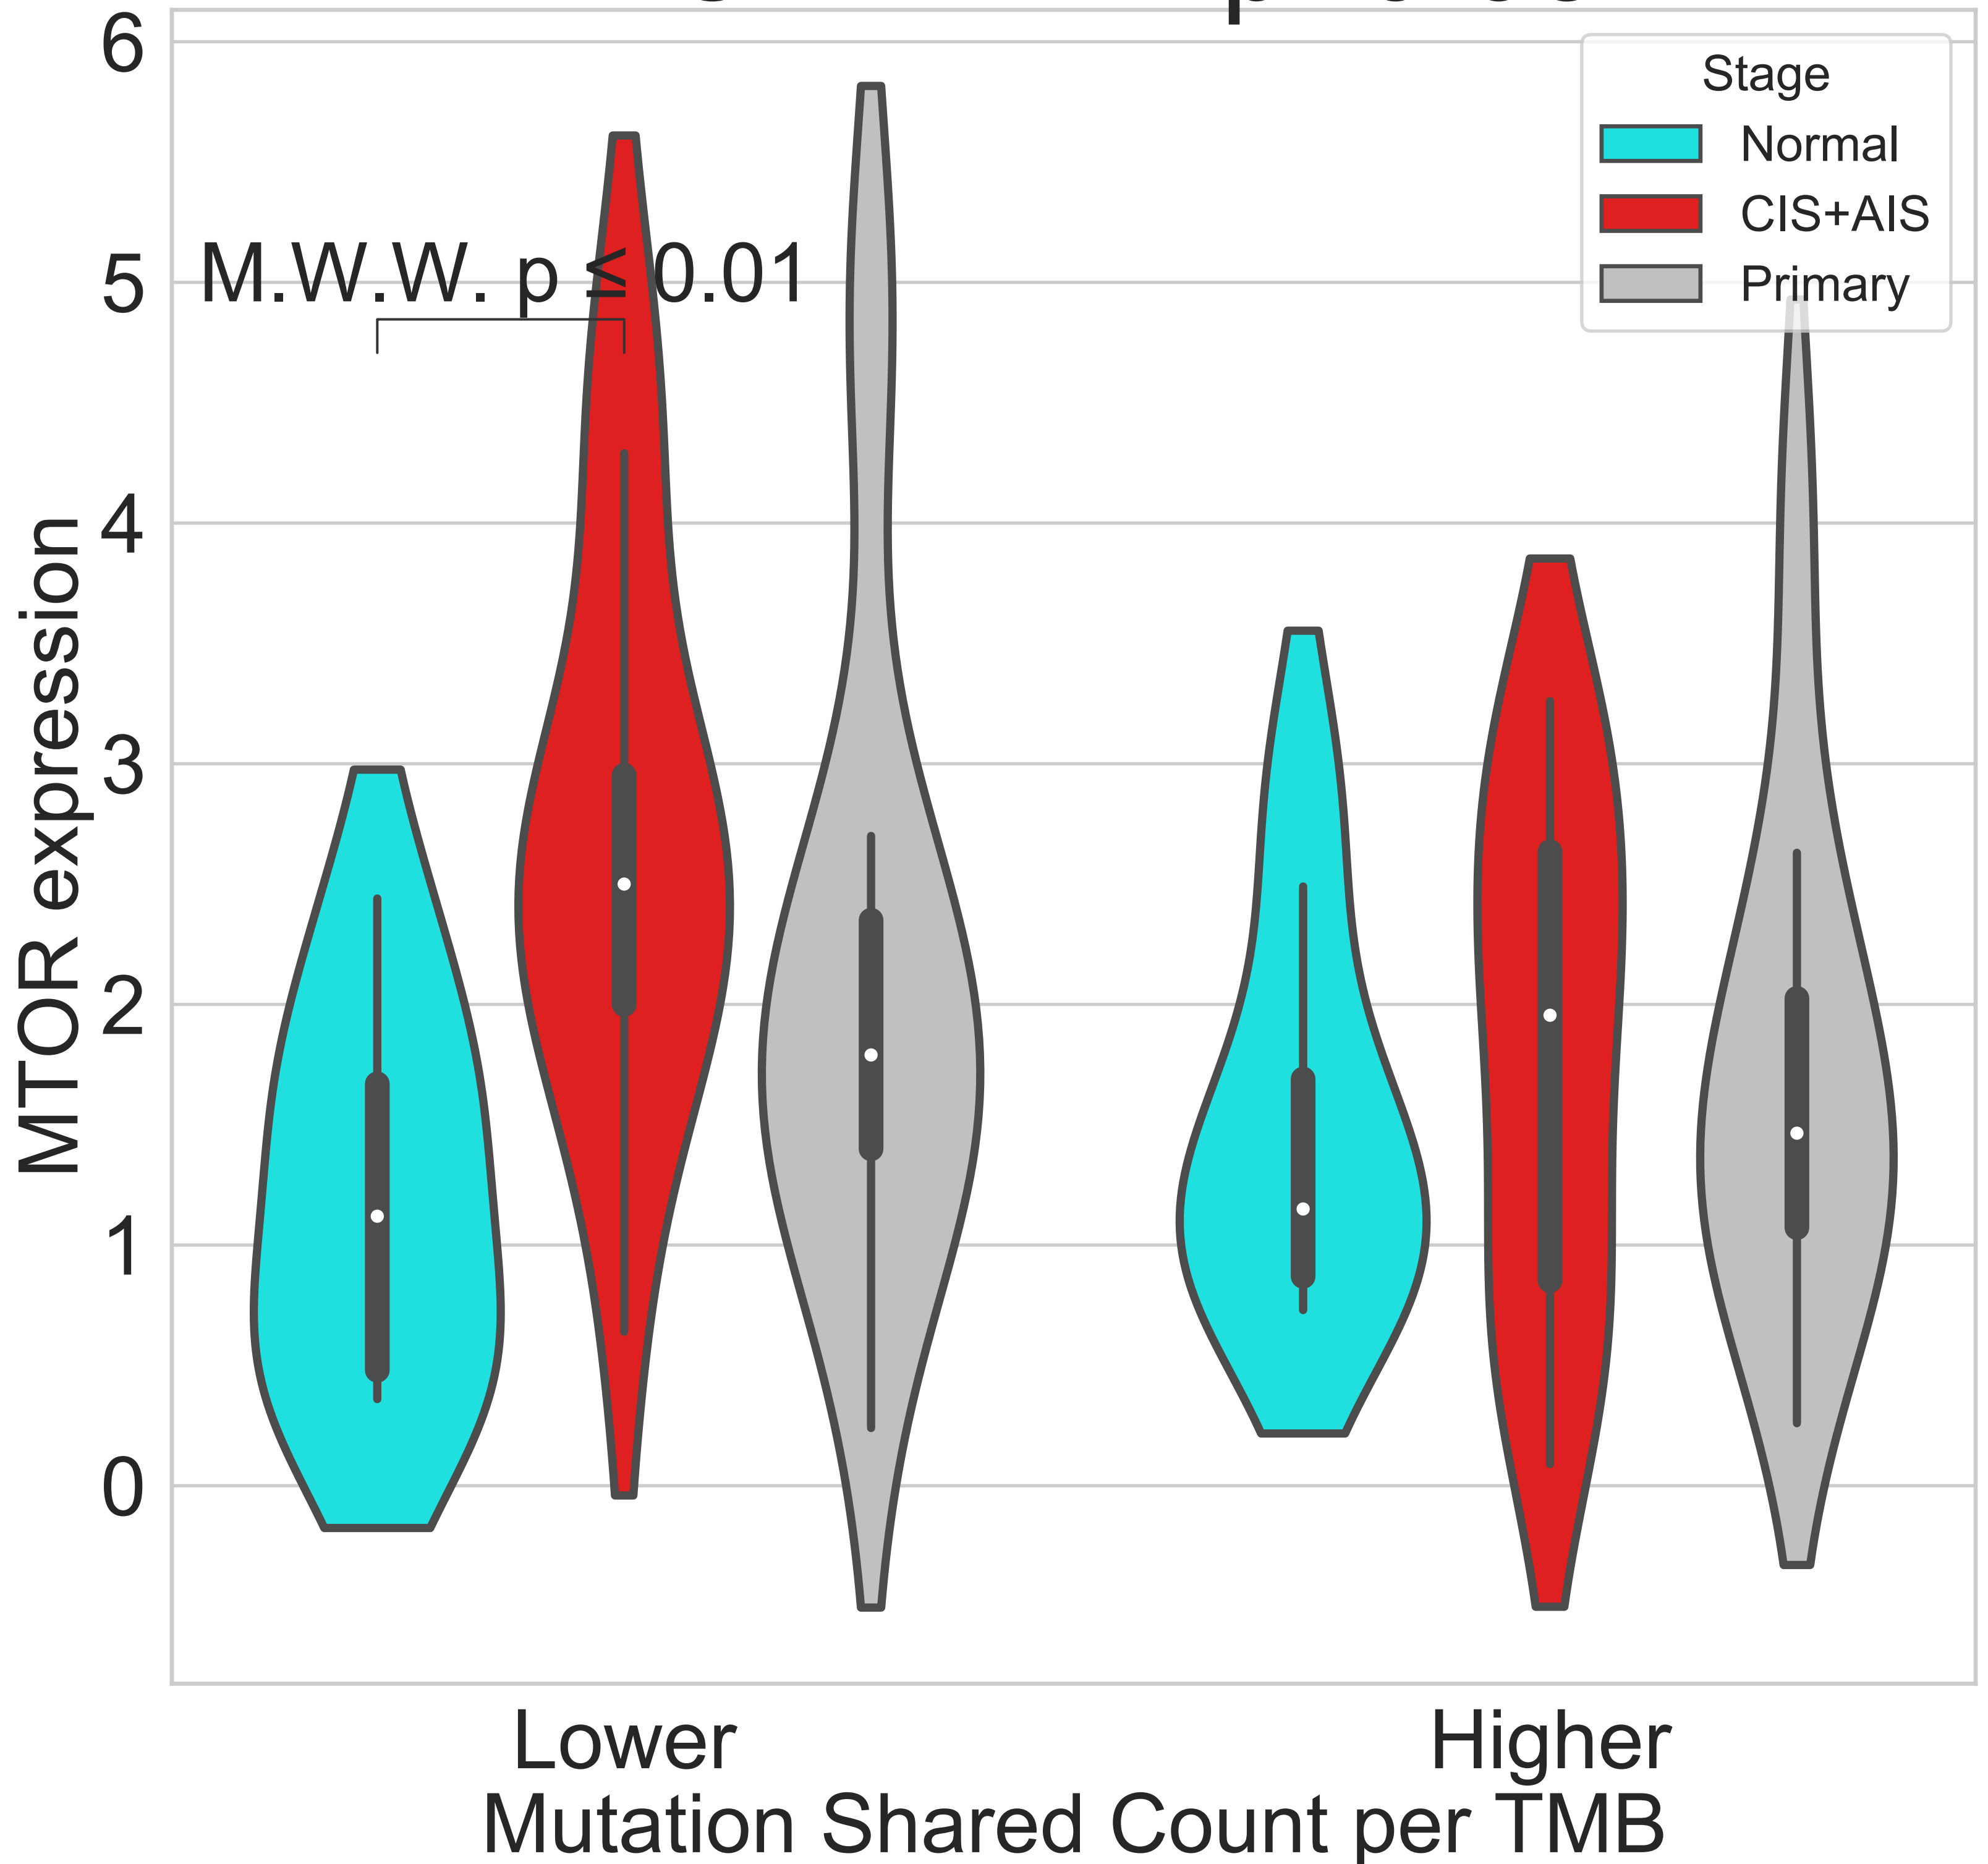 6
Stage
Normal
CIS+AIS
Primary
M.W.W. p ≤ 0.01
5
4
3
2
1
0
MTOR expression
Lower
Higher
Mutation Shared Count per TMB